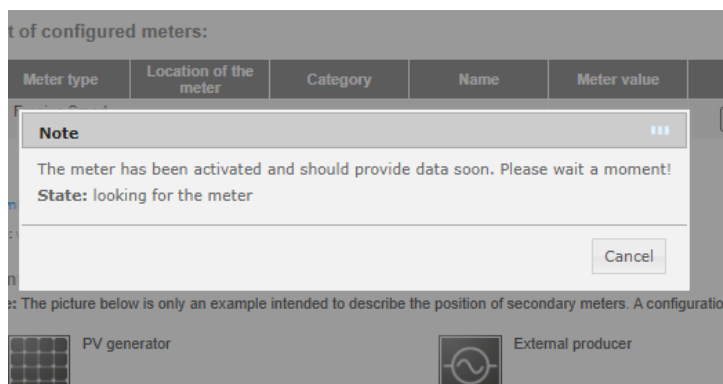 t of configured meters:
Meter type
Location of the
meter
Category
Name
Meter value
Note
The meter has been activated and should provide data soon. Please wait a moment!
State: looking for the meter
Cancel
The picture below is only an example intended to describe the position of secondary meters. A configuratio
PV generator
External producer